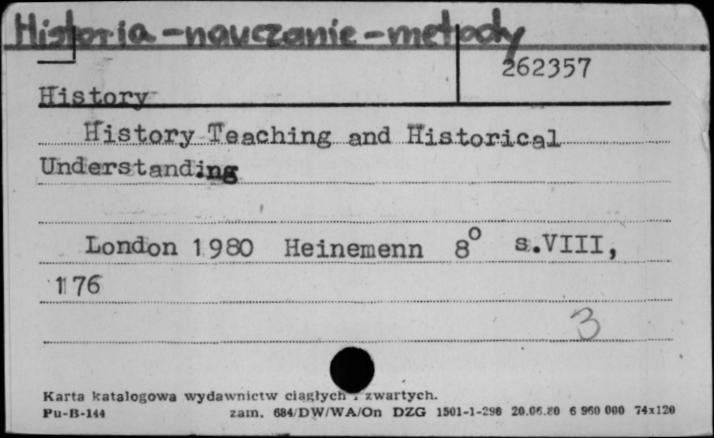 Historia-nauczanie-metody
262357
History
History Teaching and Historical
Understanding
London 1980 Heinemenn 8° s.VIII,
176
3
Karta katalogowa wydawnictw ciągłych i zwartych.
Pu-B-144 zam. 684/DW/WA/On DZG 1501-1-290 20.06.80 6 960 000 74x120